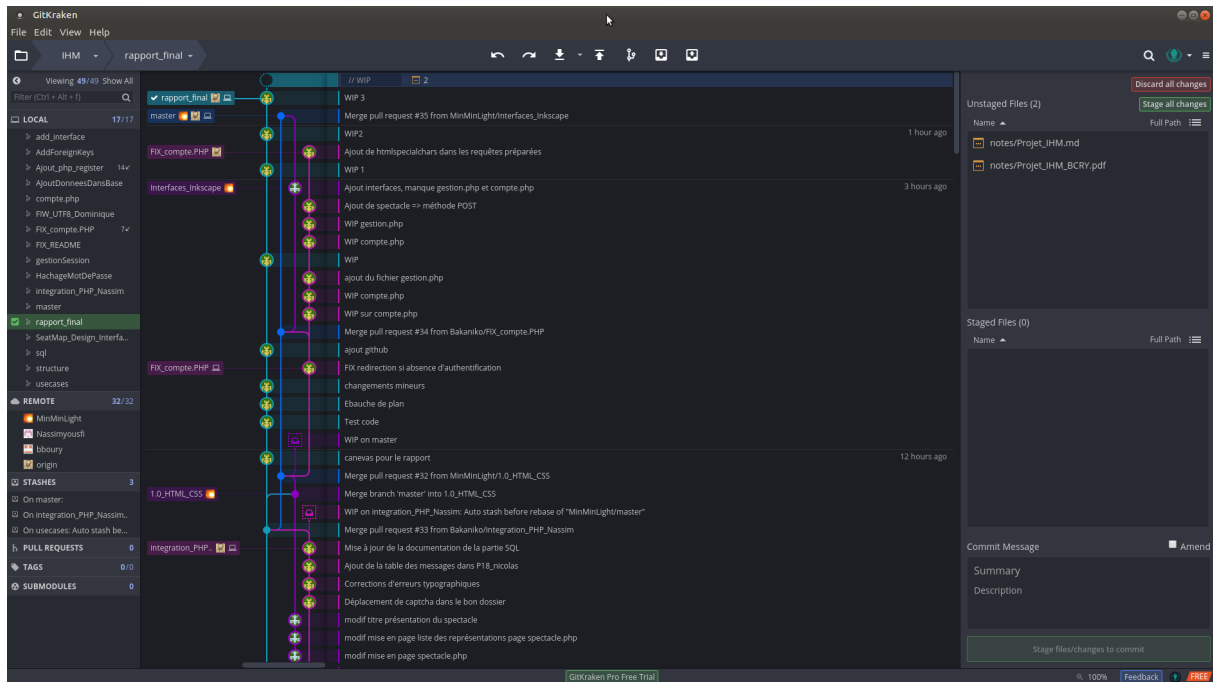 GitKraken
File Edit View Help
IHM
rapport_final
Viewing 49/49 Show All
Filter (Ctrl + Alt + f)
LOCAL 17/17
add_interface
AddForeignKeys
Ajout_php_register 14
AjoutDonneesDansBase
compte.php
FIW_UTF8_Dominique
FIX_compte.PHP 7
FIX_README
gestionSession
HachageMotDePasse
integration_PHP_Nassim
master
rapport_final
SeatMap_Design_Interfa...
sql
structure
usecases
REMOTE 32/32
MinMinLight
Nassimyousfi
bboury
origin
STASHES 3
On master:
On integration_PHP_Nassim..
On usecases: Auto stash be...
PULL REQUESTS 0
TAGS 0/0
SUBMODULES 0
// WIP 2
rapport_final WIP 3
master Merge pull request #35 from MinMinLight/Interfaces_Inkscape
WIP2 1 hour ago
FIX_compte.PHP Ajout de htmlspecialchars dans les requêtes préparées
WIP 1
Interfaces_Inkscape Ajout interfaces, manque gestion.php et compte.php 3 hours ago
Ajout de spectacle => méthode POST
WIP gestion.php
WIP compte.php
WIP
ajout du fichier gestion.php
WIP compte.php
WIP sur compte.php
Merge pull request #34 from Bakaniko/FIX_compte.PHP
ajout github
FIX_compte.PHP FIX redirection si absence d'authentification
changements mineurs
Ebauche de plan
Test code
WIP on master
canevas pour le rapport 12 hours ago
Merge pull request #32 from MinMinLight/1.0_HTML_CSS
1.0_HTML_CSS Merge branch 'master' into 1.0_HTML_CSS
WIP on integration_PHP_Nassim: Auto stash before rebase of "MinMinLight/master"
Merge pull request #33 from Bakaniko/integration_PHP_Nassim
integration_PHP.. Mise à jour de la documentation de la partie SQL
Ajout de la table des messages dans P18_nicolas
Corrections d'erreurs typographiques
Déplacement de captcha dans le bon dossier
modif titre présentation du spectacle
modif mise en page liste des représentations page spectacle.php
modif mise en page spectacle.php
Discard all changes
Unstaged Files (2) Stage all changes
Name Full Path
notes/Projet_IHM.md
notes/Projet_IHM_BCRY.pdf
Staged Files (0)
Name Full Path
Commit Message Amend
Summary
Description
Stage files/changes to commit
GitKraken Pro Free Trial
100% Feedback FREE